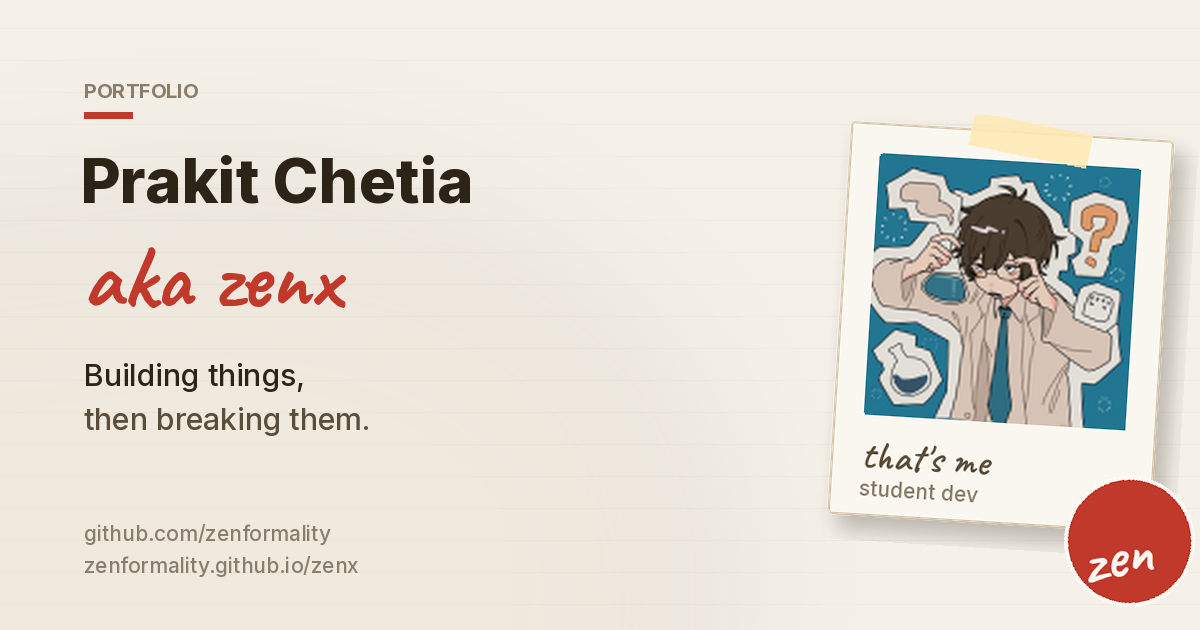 PORTFOLIO
Prakit Chetia
aka zenx
Building things,
then breaking them.
github.com/zenformality
zenformality.github.io/zenx
?
that's me
student dev
zen